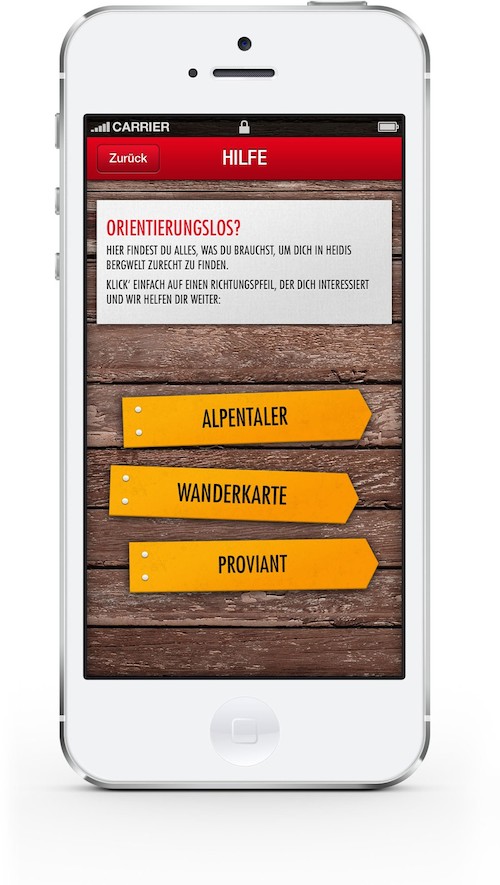 CARRIER
Zurück
HILFE
ORIENTIERUNGSLOS?
HIER FINDEST DU ALLES, WAS DU BRAUCHST, UM DICH IN HEIDIS
BERGWELT ZURECHT ZU FINDEN.
KLICK' EINFACH AUF EINEN RICHTUNGSPFEIL, DER DICH INTERESSIERT
UND WIR HELFEN DIR WEITER:
ALPENTALER
WANDERKARTE
PROVIANT